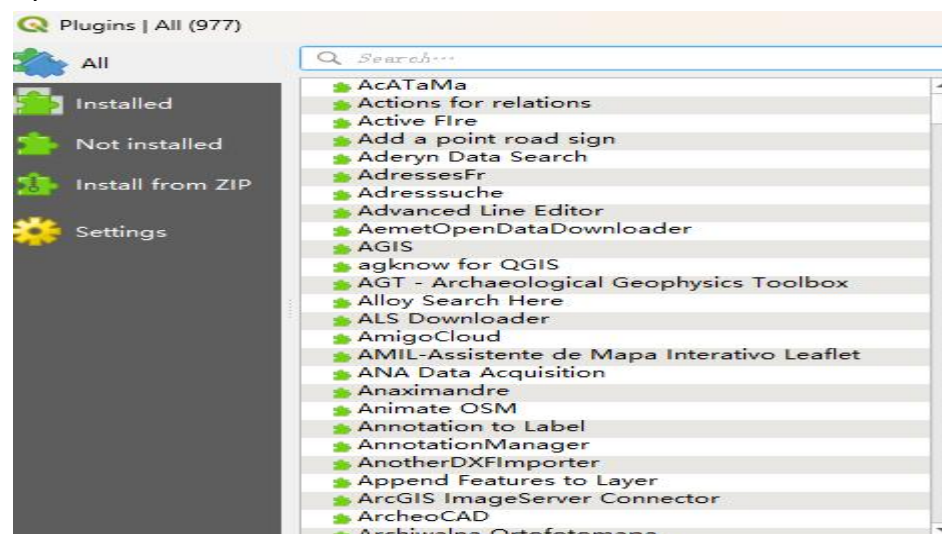 Plugins | All (977)
All
Installed
Not installed
Install from ZIP
Settings
Search...
AcATaMa
Actions for relations
Active FIre
Add a point road sign
Aderyn Data Search
AdressesFr
Adresssuche
Advanced Line Editor
AemetOpenDataDownloader
AGIS
agknow for QGIS
AGT - Archaeological Geophysics Toolbox
Alloy Search Here
ALS Downloader
AmigoCloud
AMIL-Assistente de Mapa Interativo Leaflet
ANA Data Acquisition
Anaximandre
Animate OSM
Annotation to Label
AnnotationManager
AnotherDXFImporter
Append Features to Layer
ArcGIS ImageServer Connector
ArcheoCAD